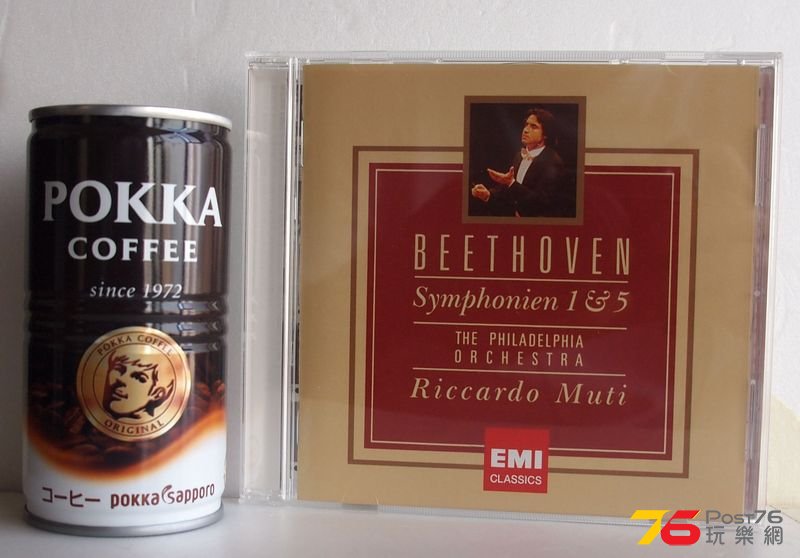 POKKA
COFFEE
since 1972
POKKA COFFEE
ORIGINAL
コーヒー pokka sapporo
BEETHOVEN
Symphonien 1 & 5
THE PHILADELPHIA
ORCHESTRA
Riccardo Muti
EMI
CLASSICS
76 Post76
玩樂網